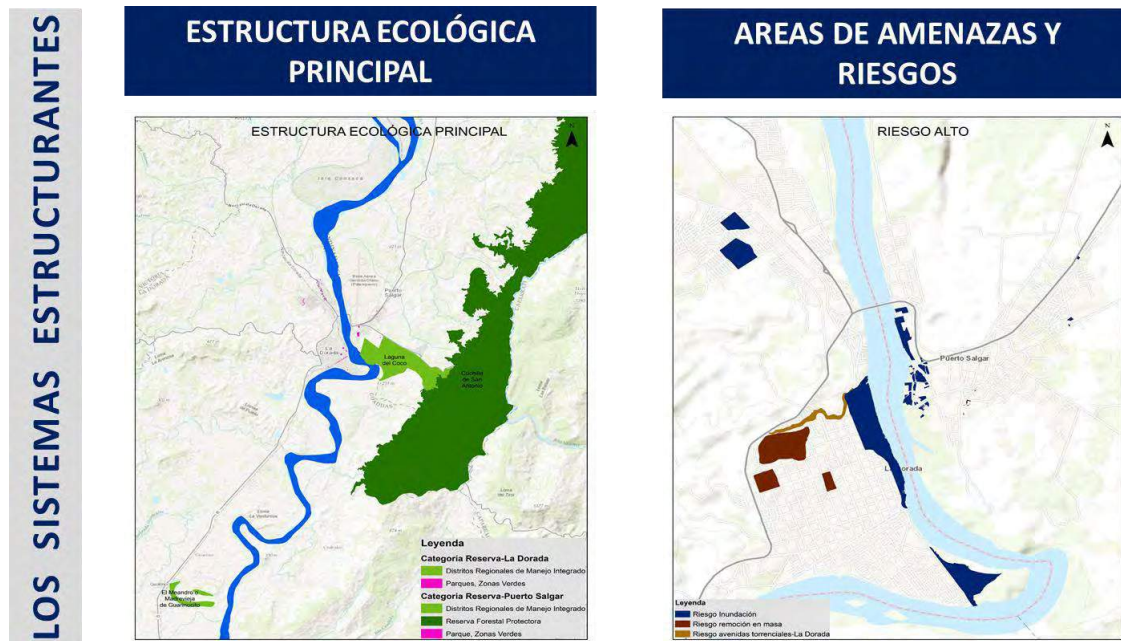 LOS SISTEMAS ESTRUCTURANTES
ESTRUCTURA ECOLÓGICA
PRINCIPAL
ESTRUCTURA ECOLÓGICA PRINCIPAL
Puerto
Salgar
La
Dorada
Laguna
del Coco
Cuchilla
de San
Antonio
El Meandro o
Madrevieja
de Guarinocito
Leyenda
Categoria Reserva-La Dorada
Distritos Regionales de Manejo Integrado
Parques, Zonas Verdes
Categoria Reserva-Puerto Salgar
Distritos Regionales de Manejo Integrado
Reserva Forestal Protectora
Parque, Zonas Verdes
AREAS DE AMENAZAS Y
RIESGOS
RIESGO ALTO
Puerto Salgar
La Dorada
Leyenda
Riesgo Inundación
Riesgo remoción en masa
Riesgo avenidas torrenciales-La Dorada